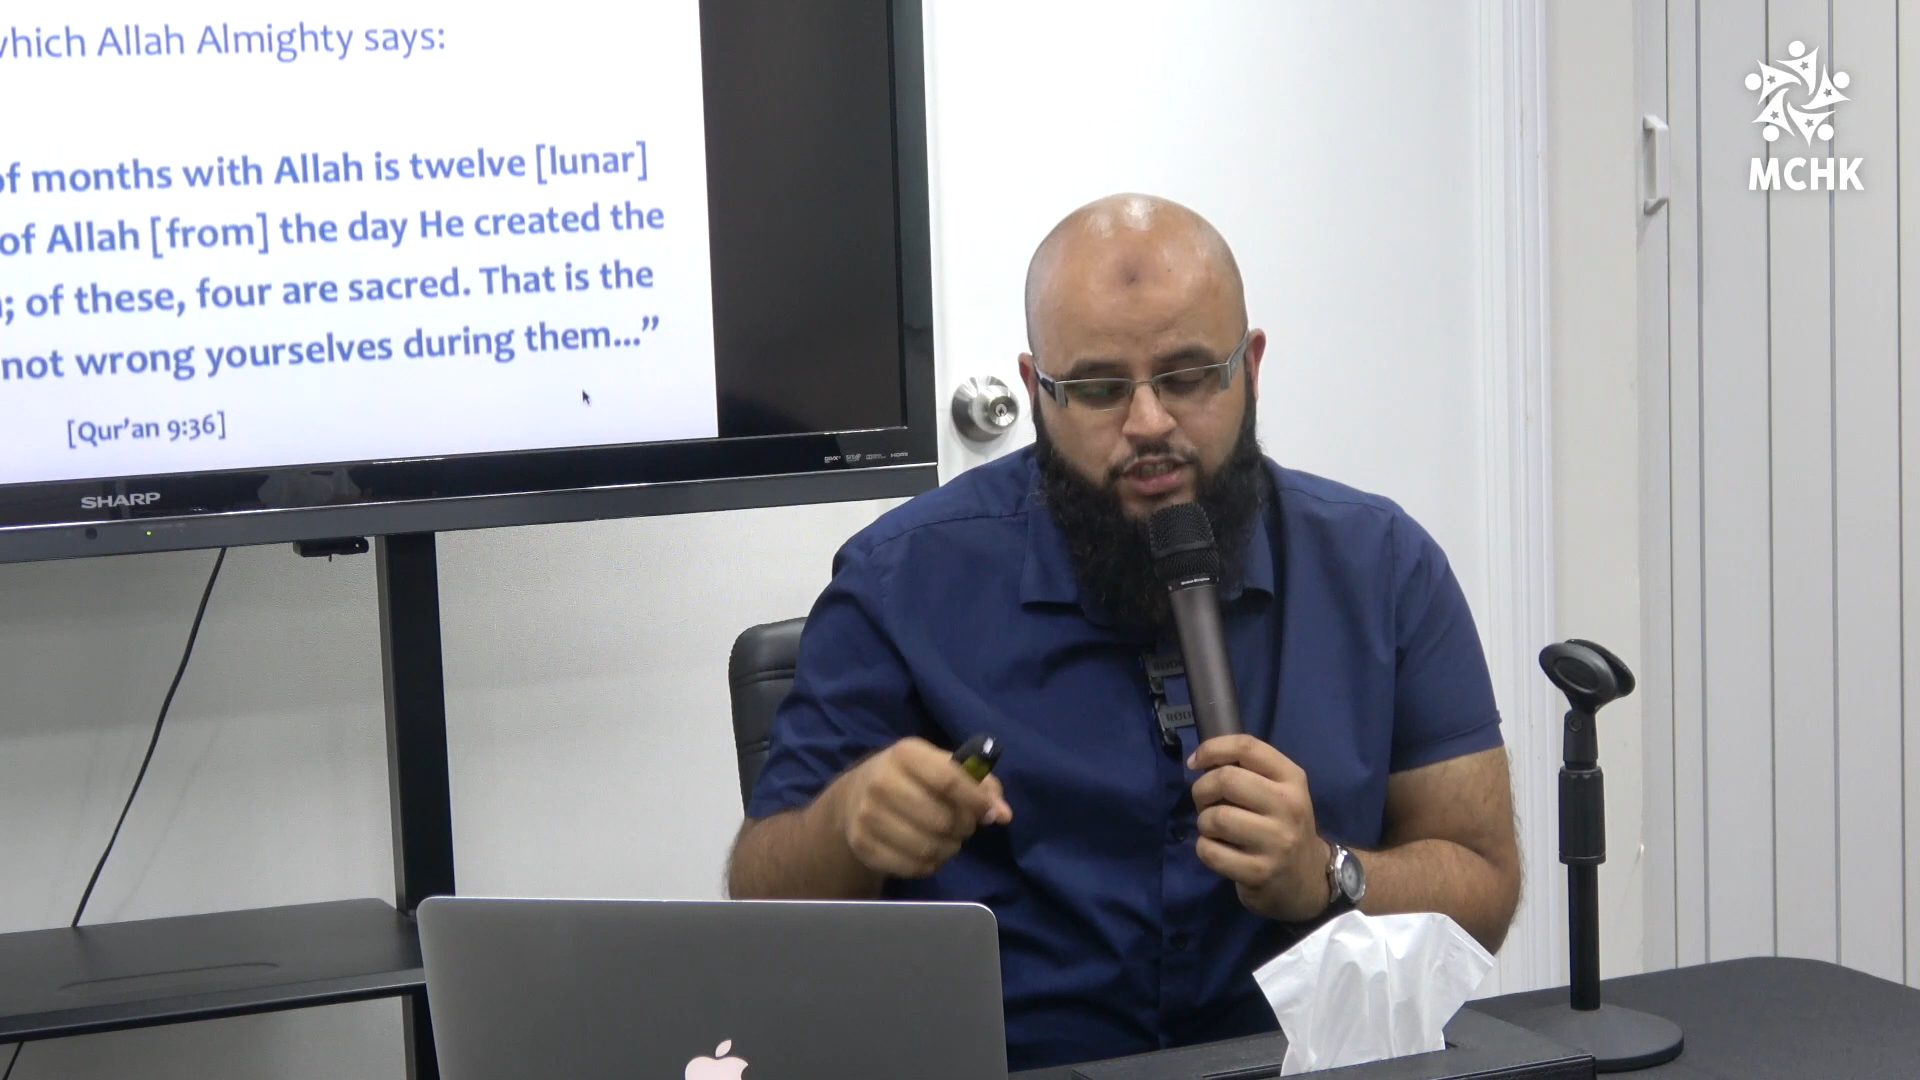 which Allah Almighty says:
of months with Allah is twelve [lunar]
of Allah [from] the day He created the
; of these, four are sacred. That is the
not wrong yourselves during them...”
[Qur’an 9:36]
SHARP
MCHK